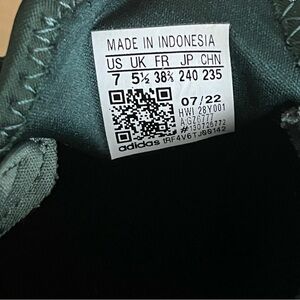 MADE IN INDONESIA
US UK FR JP CHN
7 5½ 38⅔ 240 235
07/22
HWI 28Y001
#130726772
adidas